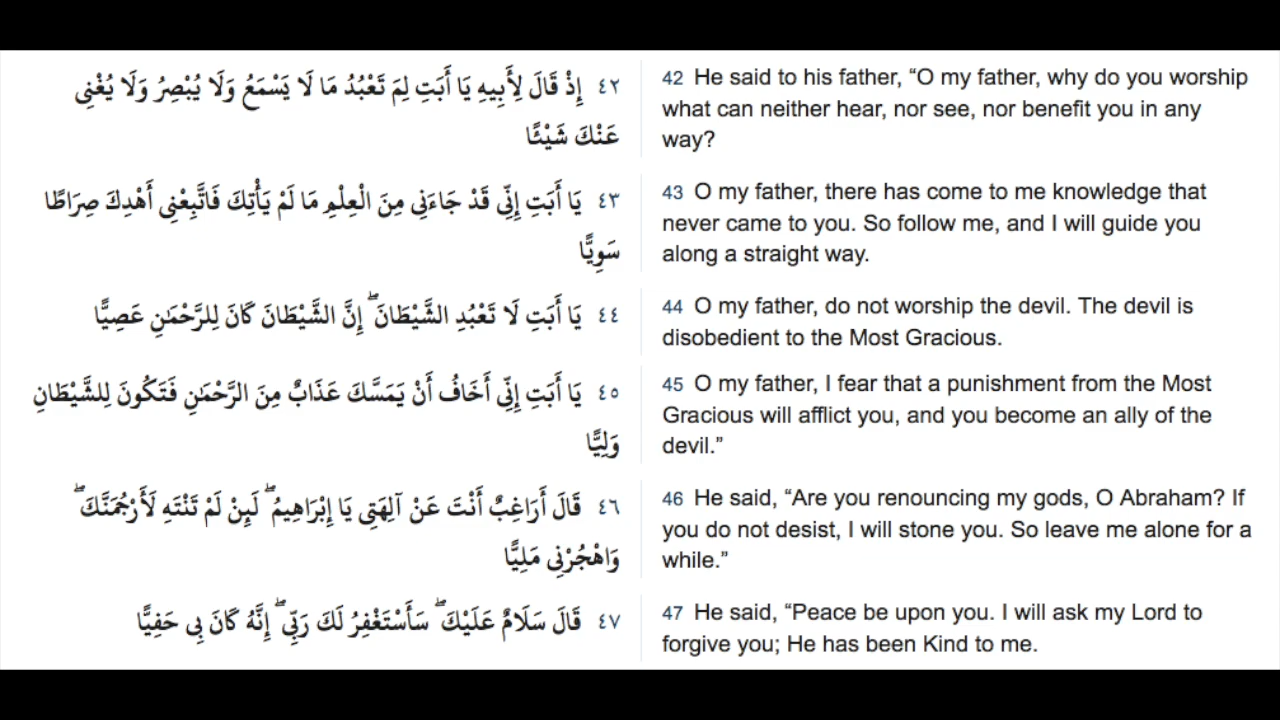 ٤٢ إِذْ قَالَ لِأَبِيهِ يَا أَبَتِ لِمَ تَعْبُدُ مَا لَا يَسْمَعُ وَلَا يُبْصِرُ وَلَا يُغْنِي
عَنْكَ شَيْئًا
42 He said to his father, “O my father, why do you worship
what can neither hear, nor see, nor benefit you in any
way?
٤٣ يَا أَبَتِ إِنِّي قَدْ جَاءَنِي مِنَ الْعِلْمِ مَا لَمْ يَأْتِكَ فَاتَّبِعْنِي أَهْدِكَ صِرَاطًا
سَوِيًّا
43 O my father, there has come to me knowledge that
never came to you. So follow me, and I will guide you
along a straight way.
٤٤ يَا أَبَتِ لَا تَعْبُدِ الشَّيْطَانَ ۖ إِنَّ الشَّيْطَانَ كَانَ لِلرَّحْمَٰنِ عَصِيًّا
44 O my father, do not worship the devil. The devil is
disobedient to the Most Gracious.
٤٥ يَا أَبَتِ إِنِّي أَخَافُ أَنْ يَمَسَّكَ عَذَابٌ مِنَ الرَّحْمَٰنِ فَتَكُونَ لِلشَّيْطَانِ
وَلِيًّا
45 O my father, I fear that a punishment from the Most
Gracious will afflict you, and you become an ally of the
devil.”
٤٦ قَالَ أَرَاغِبٌ أَنْتَ عَنْ آلِهَتِي يَا إِبْرَاهِيمُ ۖ لَئِنْ لَمْ تَنْتَهِ لَأَرْجُمَنَّكَ ۖ
وَاهْجُرْنِي مَلِيًّا
46 He said, “Are you renouncing my gods, O Abraham? If
you do not desist, I will stone you. So leave me alone for a
while.”
٤٧ قَالَ سَلَامٌ عَلَيْكَ ۖ سَأَسْتَغْفِرُ لَكَ رَبِّي ۖ إِنَّهُ كَانَ بِي حَفِيًّا
47 He said, “Peace be upon you. I will ask my Lord to
forgive you; He has been Kind to me.